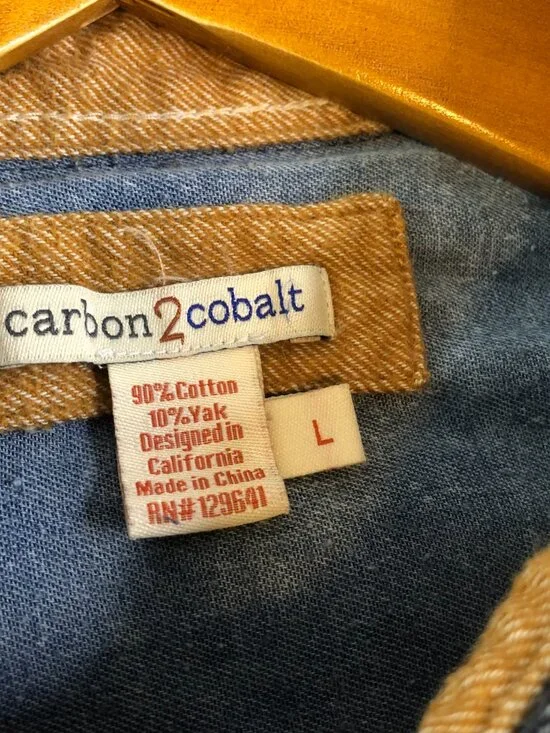 carbon2cobalt
90% Cotton
10% Yak
Designed in
California
Made in China
RN# 129641
L